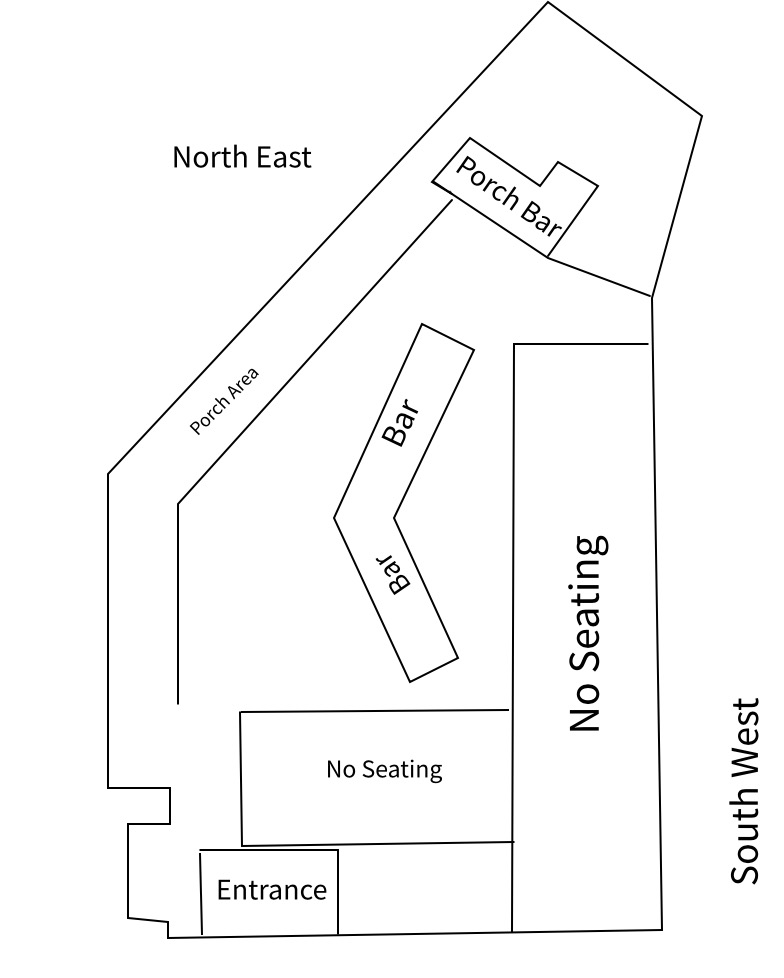 North East
Porch Bar
Porch Area
Bar
Bar
No Seating
South West
No Seating
Entrance